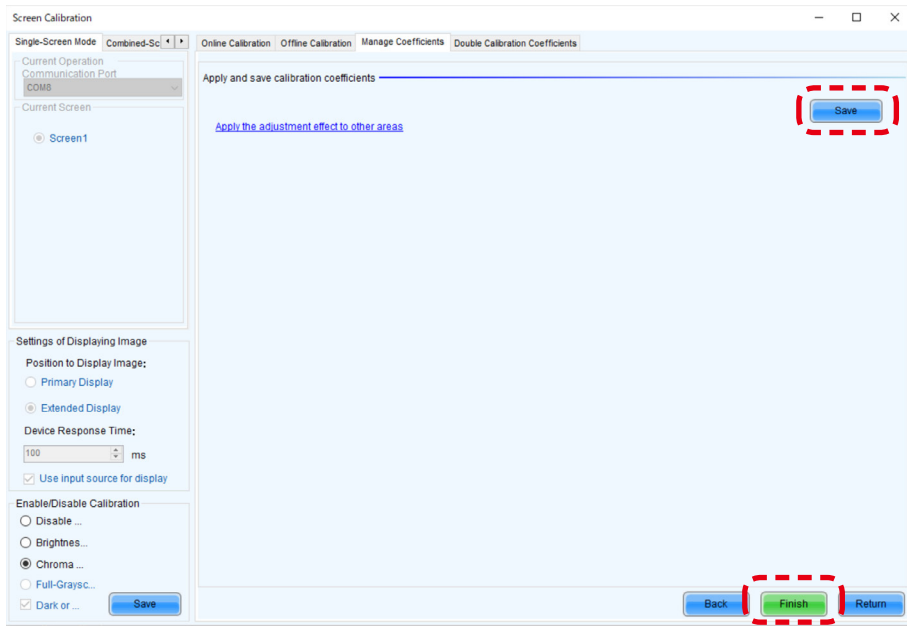 Screen Calibration
Single-Screen Mode Combined-Sc
Online Calibration Offline Calibration Manage Coefficients Double Calibration Coefficients
Current Operation
Communication Port
COM8
Current Screen
Screen1
Apply and save calibration coefficients
Save
Apply the adjustment effect to other areas
Settings of Displaying Image
Position to Display Image:
Primary Display
Extended Display
Device Response Time:
100 ms
Use input source for display
Enable/Disable Calibration
Disable ...
Brightnes...
Chroma ...
Full-Graysc...
Dark or ... Save
Back Finish Return